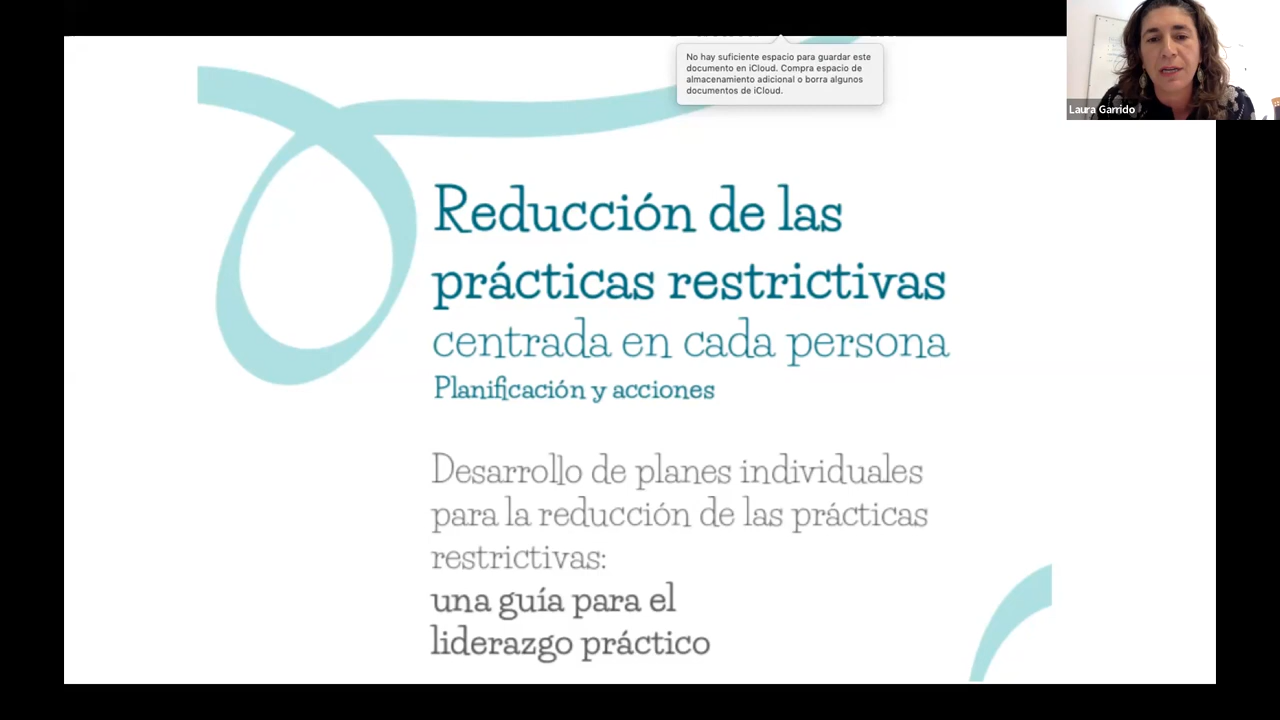 No hay suficiente espacio para guardar este
documento en iCloud. Compra espacio de
almacenamiento adicional o borra algunos
documentos de iCloud.
Laura Garrido
Reducción de las
prácticas restrictivas
centrada en cada persona
Planificación y acciones
Desarrollo de planes individuales
para la reducción de las prácticas
restrictivas:
una guía para el
liderazgo práctico